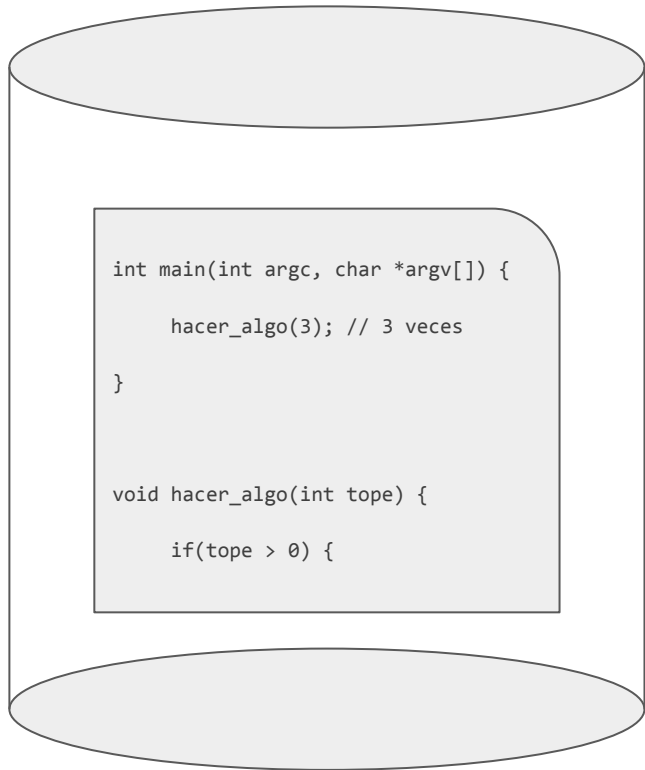 int main(int argc, char *argv[]) {
hacer_algo(3); // 3 veces
}
void hacer_algo(int tope) {
if(tope > 0) {